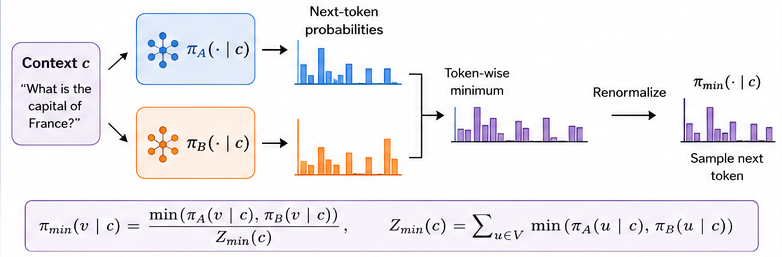 Context c
“What is the
capital of
France?”
π_A(· | c)
π_B(· | c)
Next-token
probabilities
Token-wise
minimum
Renormalize
π_min(· | c)
Sample next
token
π_min(v | c) = min(π_A(v | c), π_B(v | c)) / Z_min(c) , Z_min(c) = ∑_{u∈V} min(π_A(u | c), π_B(u | c))